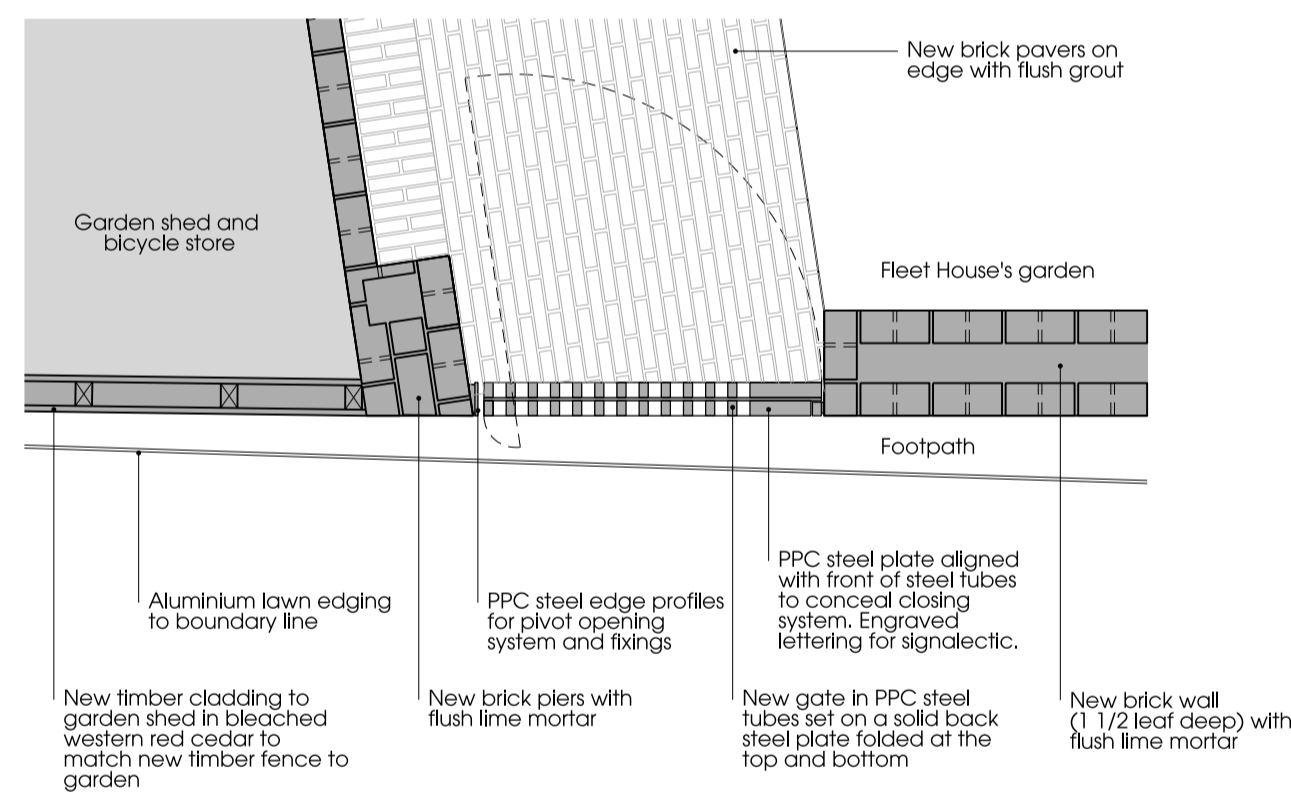 New brick pavers on
edge with flush grout
Garden shed and
bicycle store
Fleet House's garden
Footpath
PPC steel plate aligned
with front of steel tubes
to conceal closing
system. Engraved
lettering for signalectic.
Aluminium lawn edging
to boundary line
PPC steel edge profiles
for pivot opening
system and fixings
New timber cladding to
garden shed in bleached
western red cedar to
match new timber fence to
garden
New brick piers with
flush lime mortar
New gate in PPC steel
tubes set on a solid back
steel plate folded at the
top and bottom
New brick wall
(1 1/2 leaf deep) with
flush lime mortar